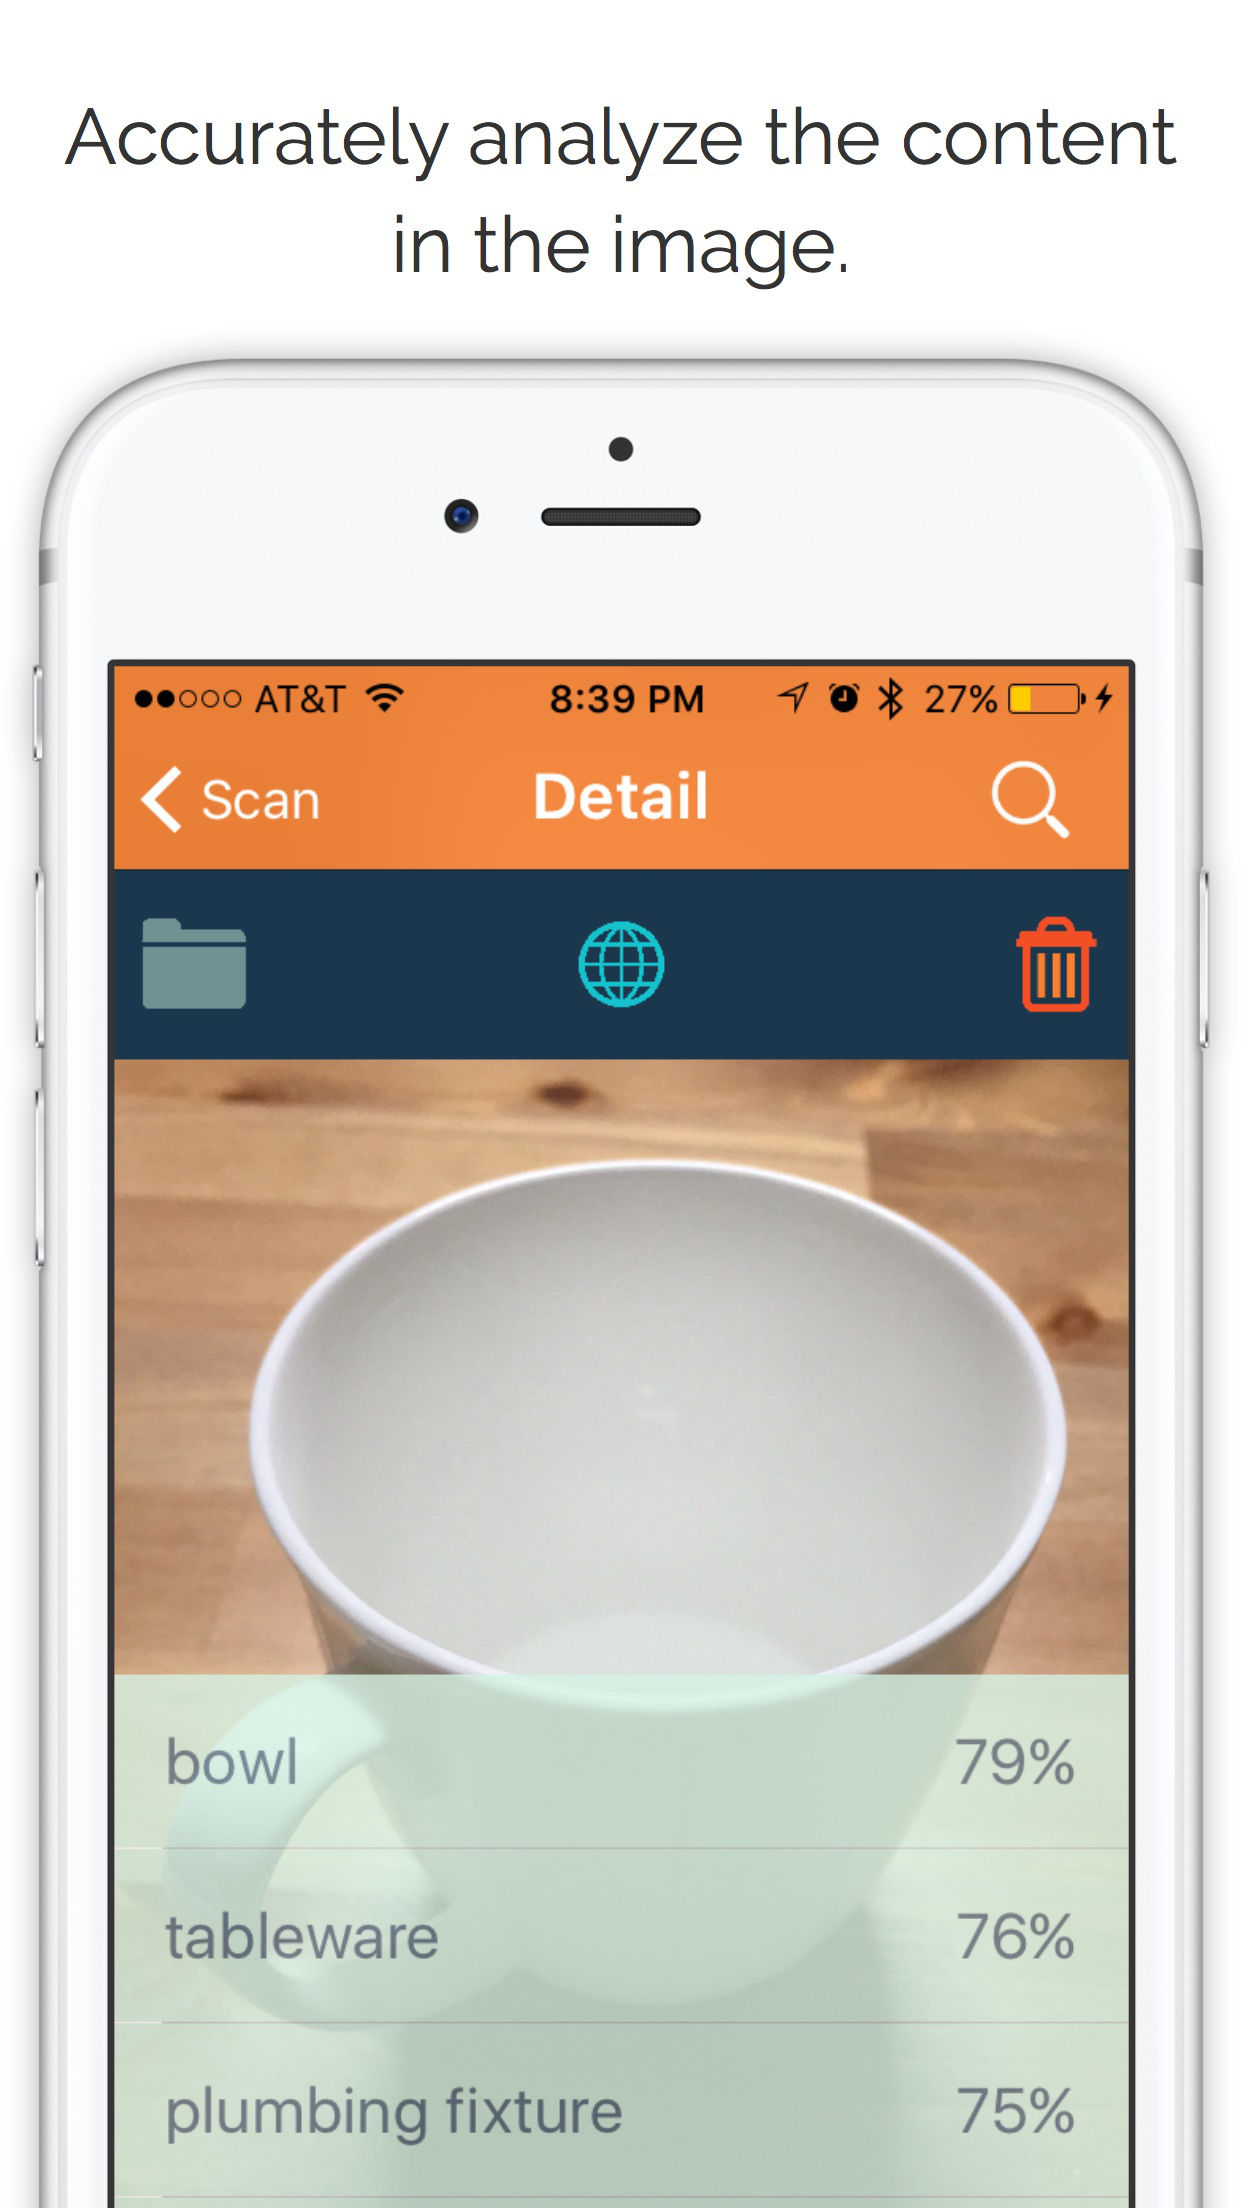 Accurately analyze the content
in the image.
AT&T 8:39 PM 27%
Scan Detail
bowl 79%
tableware 76%
plumbing fixture 75%